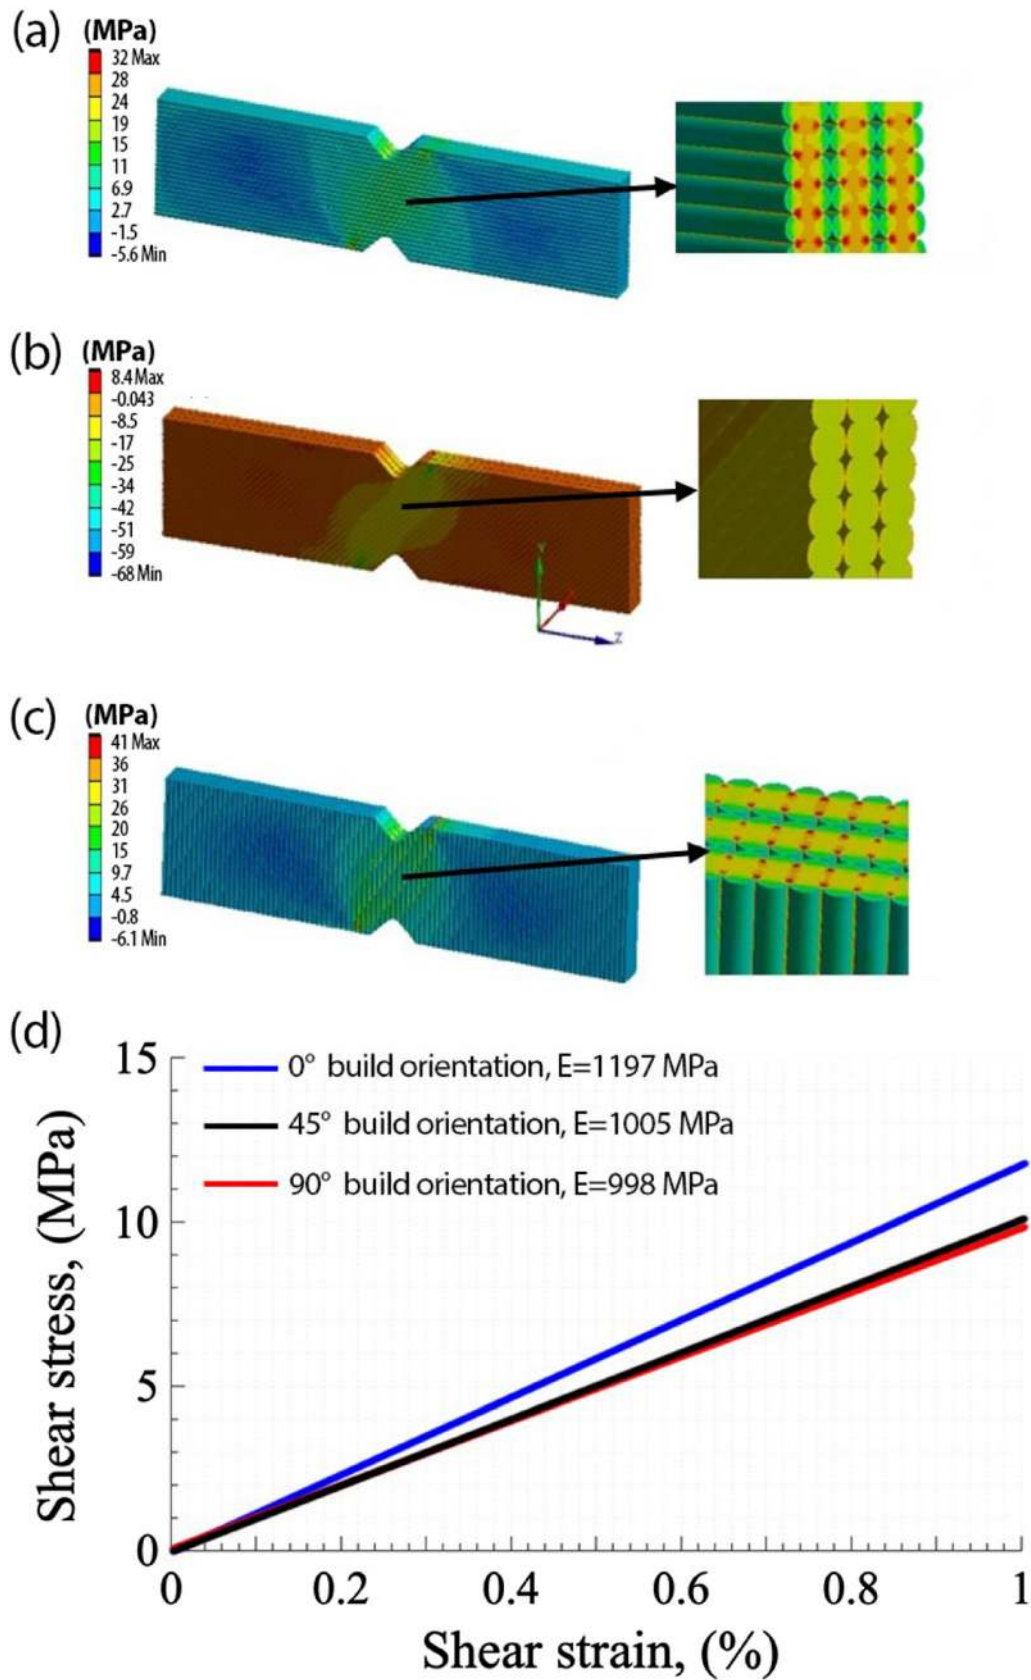 (a)
(MPa)
32 Max
28
24
19
15
11
6.9
2.7
-1.5
-5.6 Min
(b)
(MPa)
8.4 Max
-0.043
-8.5
-17
-25
-34
-42
-51
-59
-68 Min
Y
Z
(c)
(MPa)
41 Max
36
31
26
20
15
9.7
4.5
-0.8
-6.1 Min
(d)
15
0° build orientation, E=1197 MPa
45° build orientation, E=1005 MPa
90° build orientation, E=998 MPa
10
5
0
Shear stress, (MPa)
0 0.2 0.4 0.6 0.8 1
Shear strain, (%)